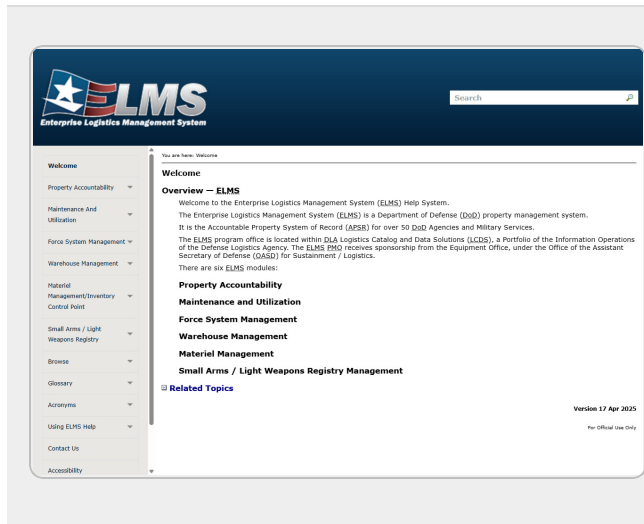 ELMS
Enterprise Logistics Management System
Search
Welcome
Property Accountability
Maintenance And
Utilization
Force System Management
Warehouse Management
Materiel
Management/Inventory
Control Point
Small Arms / Light
Weapons Registry
Browse
Glossary
Acronyms
Using ELMS Help
Contact Us
Accessibility
You are here: Welcome
Welcome
Overview — ELMS
Welcome to the Enterprise Logistics Management System (ELMS) Help System.
The Enterprise Logistics Management System (ELMS) is a Department of Defense (DoD) property management system.
It is the Accountable Property System of Record (APSR) for over 50 DoD Agencies and Military Services.
The ELMS program office is located within DLA Logistics Catalog and Data Solutions (LCDS), a Portfolio of the Information Operations
of the Defense Logistics Agency. The ELMS PMO receives sponsorship from the Equipment Office, under the Office of the Assistant
Secretary of Defense (OASD) for Sustainment / Logistics.
There are six ELMS modules:
Property Accountability
Maintenance and Utilization
Force System Management
Warehouse Management
Materiel Management
Small Arms / Light Weapons Registry Management
Related Topics
Version 17 Apr 2025
For Official Use Only